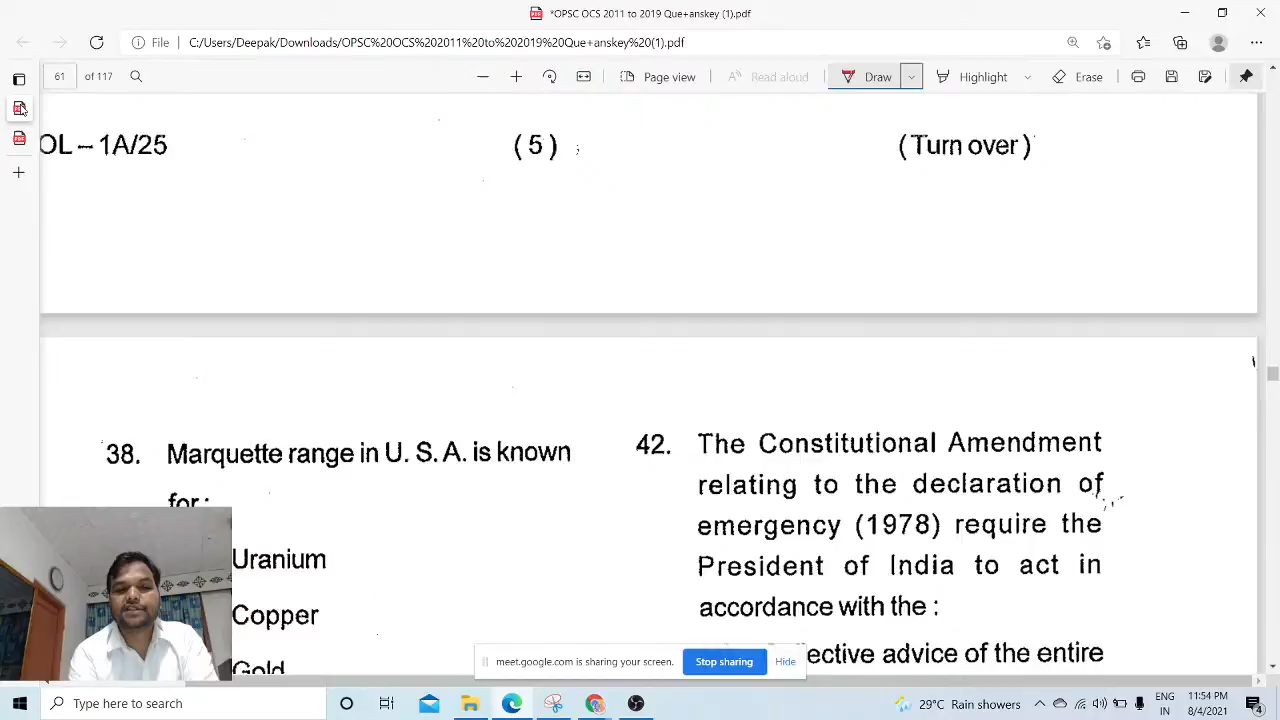 *OPSC OCS 2011 to 2019 Que+anskey (1).pdf
File
C:/Users/Deepak/Downloads/OPSC%20OCS%202011%20to%202019%20Que+anskey%20(1).pdf
61 of 117
Page view
Read aloud
Draw
Highlight
Erase
OL – 1A/25
( 5 )
( Turn over )
38. Marquette range in U. S. A. is known
for :
Uranium
Copper
Gold
42. The Constitutional Amendment
relating to the declaration of
emergency (1978) require the
President of India to act in
accordance with the :
ective advice of the entire
meet.google.com is sharing your screen.
Stop sharing
Hide
Type here to search
29°C Rain showers
ENG
IN
11:54 PM
8/4/2021
4